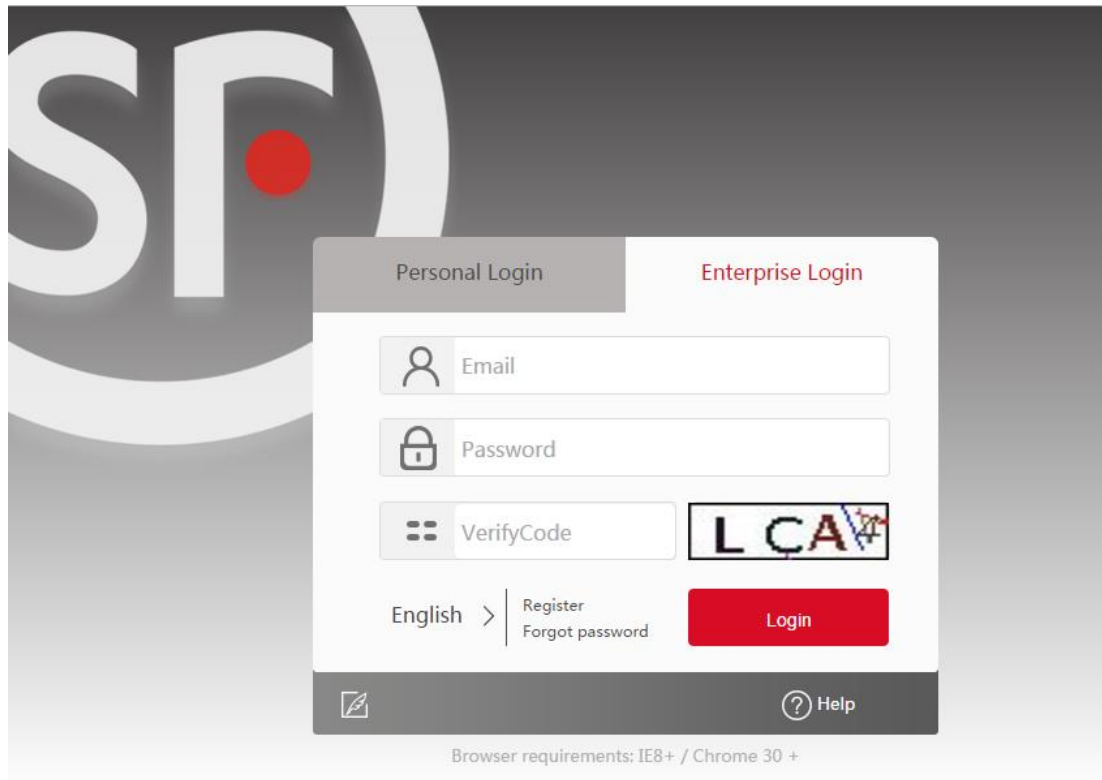 SF
Personal Login
Enterprise Login
Email
Password
VerifyCode
L C A
English >
Register
Forgot password
Login
? Help
Browser requirements: IE8+ / Chrome 30 +